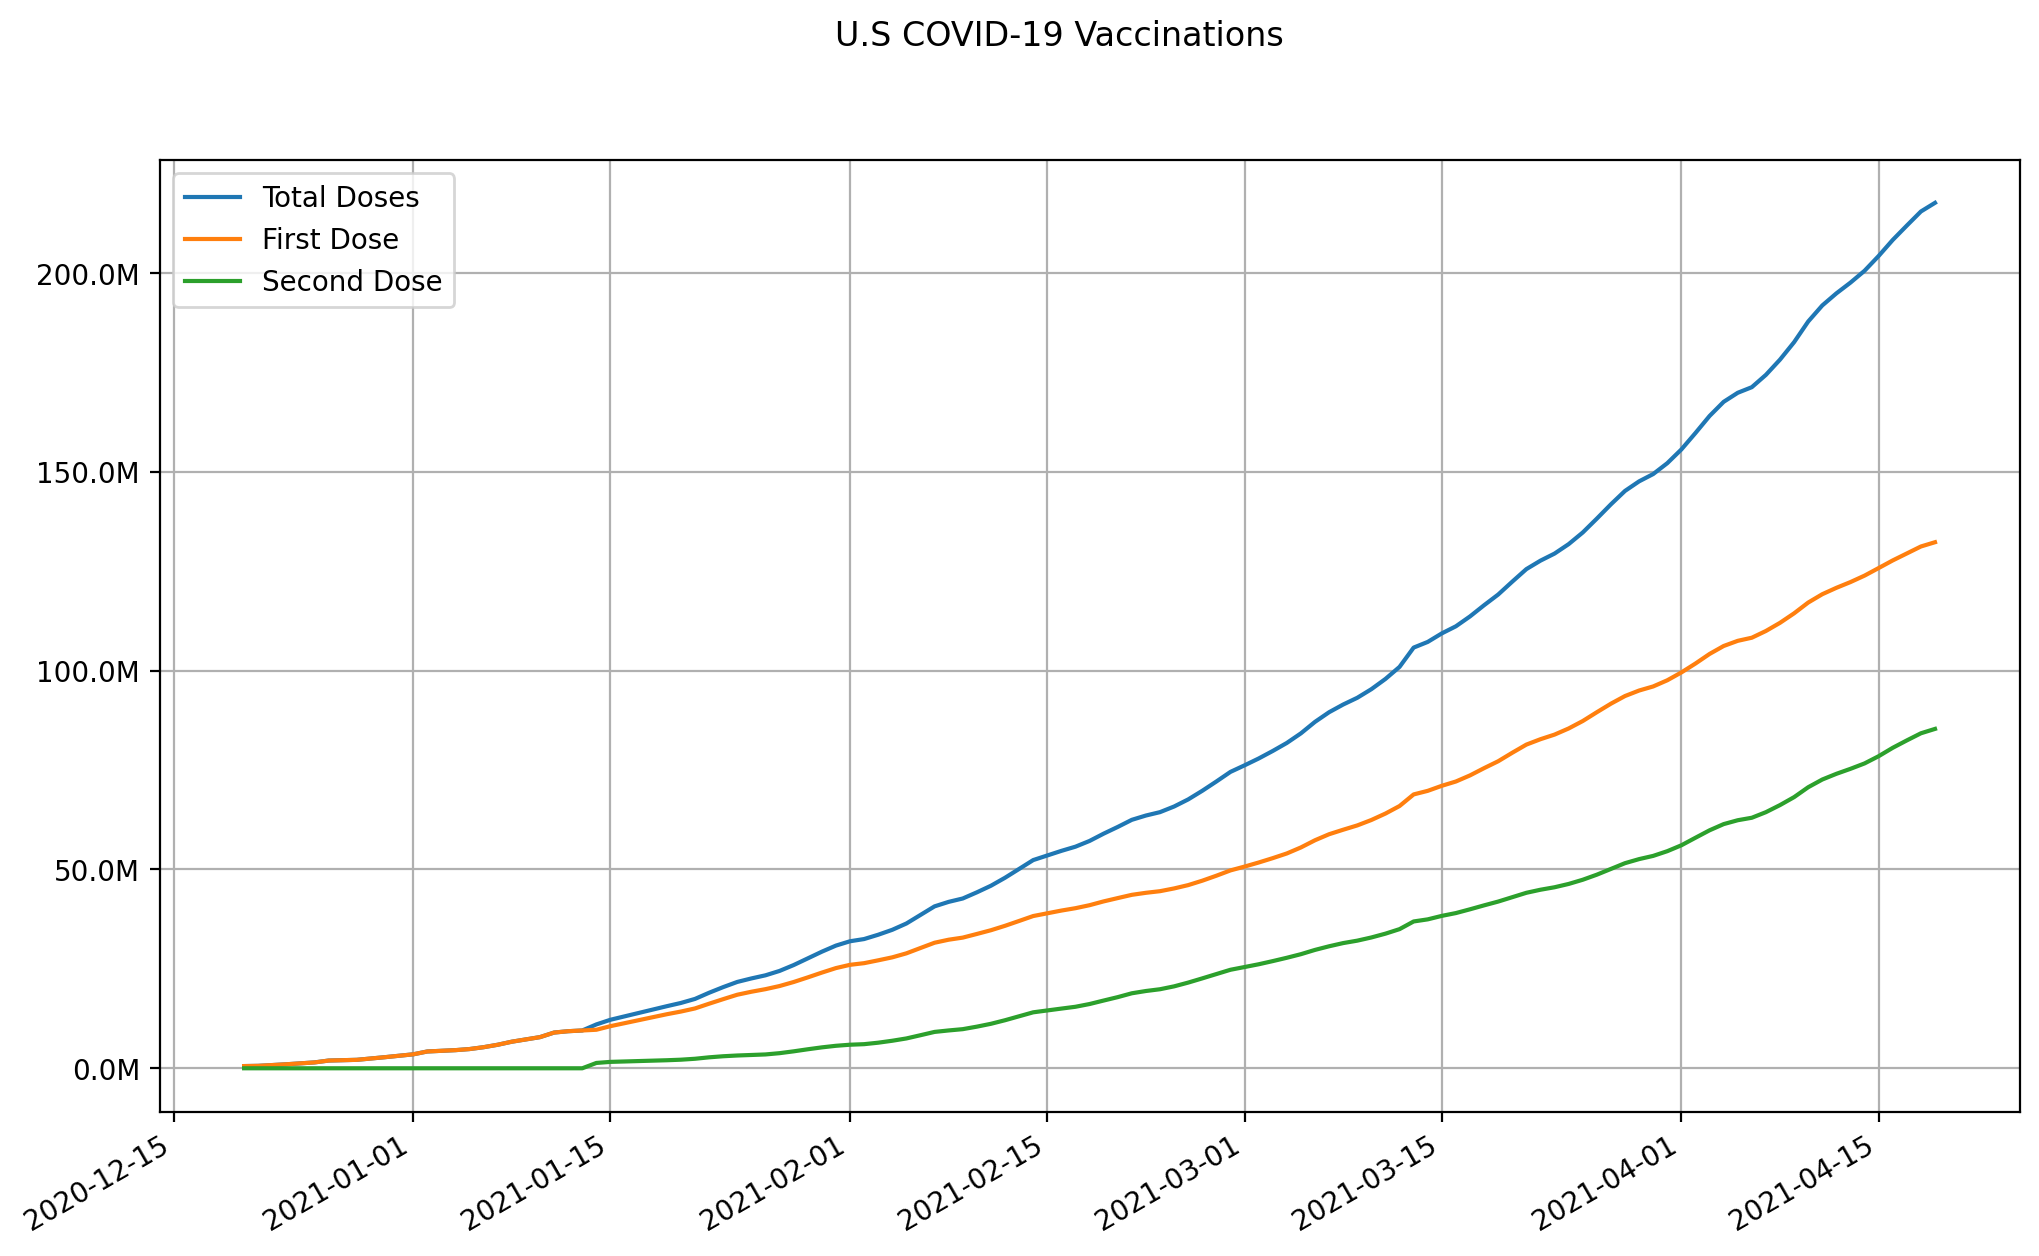 U.S COVID-19 Vaccinations
Total Doses
First Dose
Second Dose
200.0M
150.0M
100.0M
50.0M
0.0M
2020-12-15
2021-01-01
2021-01-15
2021-02-01
2021-02-15
2021-03-01
2021-03-15
2021-04-01
2021-04-15